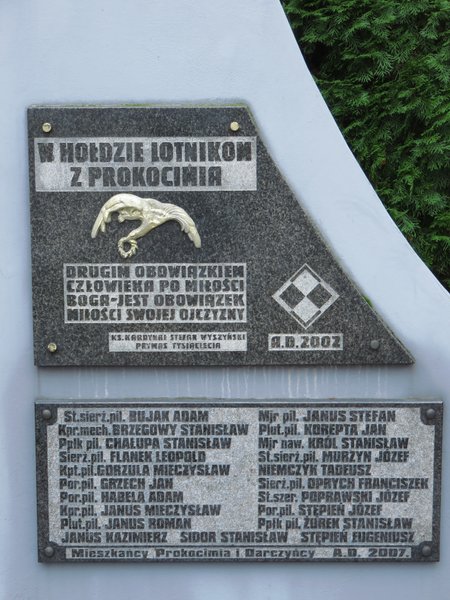 W HOŁDZIE LOTNIKOM
Z PROKOCIMIA
DRUGIM OBOWIĄZKIEM
CZŁOWIEKA PO MIŁOŚCI
BOGA-JEST OBOWIĄZEK
MIŁOŚCI SWOJEJ OJCZYZNY
KS. KARDYNAŁ STEFAN WYSZYŃSKI
PRYMAS TYSIĄCLECIA
A.D. 2002
St.sierż.pil. BUJAK ADAM
Kpr.mech. BRZEGOWY STANISŁAW
Ppłk pil. CHAŁUPA STANISŁAW
Sierż.pil. FLANEK LEOPOLD
Kpt.pil. GORZULA MIECZYSŁAW
Por.pil. GRZECH JAN
Por.pil. HABELA ADAM
Kpr.pil. JANUS MIECZYSŁAW
Plut.pil. JANUS ROMAN
Mjr pil. JANUS STEFAN
Plut.pil. KOREPTA JAN
Mjr naw. KRÓL STANISŁAW
St.sierż.pil. MURZYN JÓZEF
NIEMCZYK TADEUSZ
Sierż.pil. OPRYCH FRANCISZEK
St.szer. POPRAWSKI JÓZEF
Por.pil. STĘPIEŃ JÓZEF
Ppłk pil. ŻUREK STANISŁAW
JANUS KAZIMIERZ SIDOR STANISŁAW STĘPIEŃ EUGENIUSZ
Mieszkańcy Prokocimia i Darczyńcy A.D. 2007.